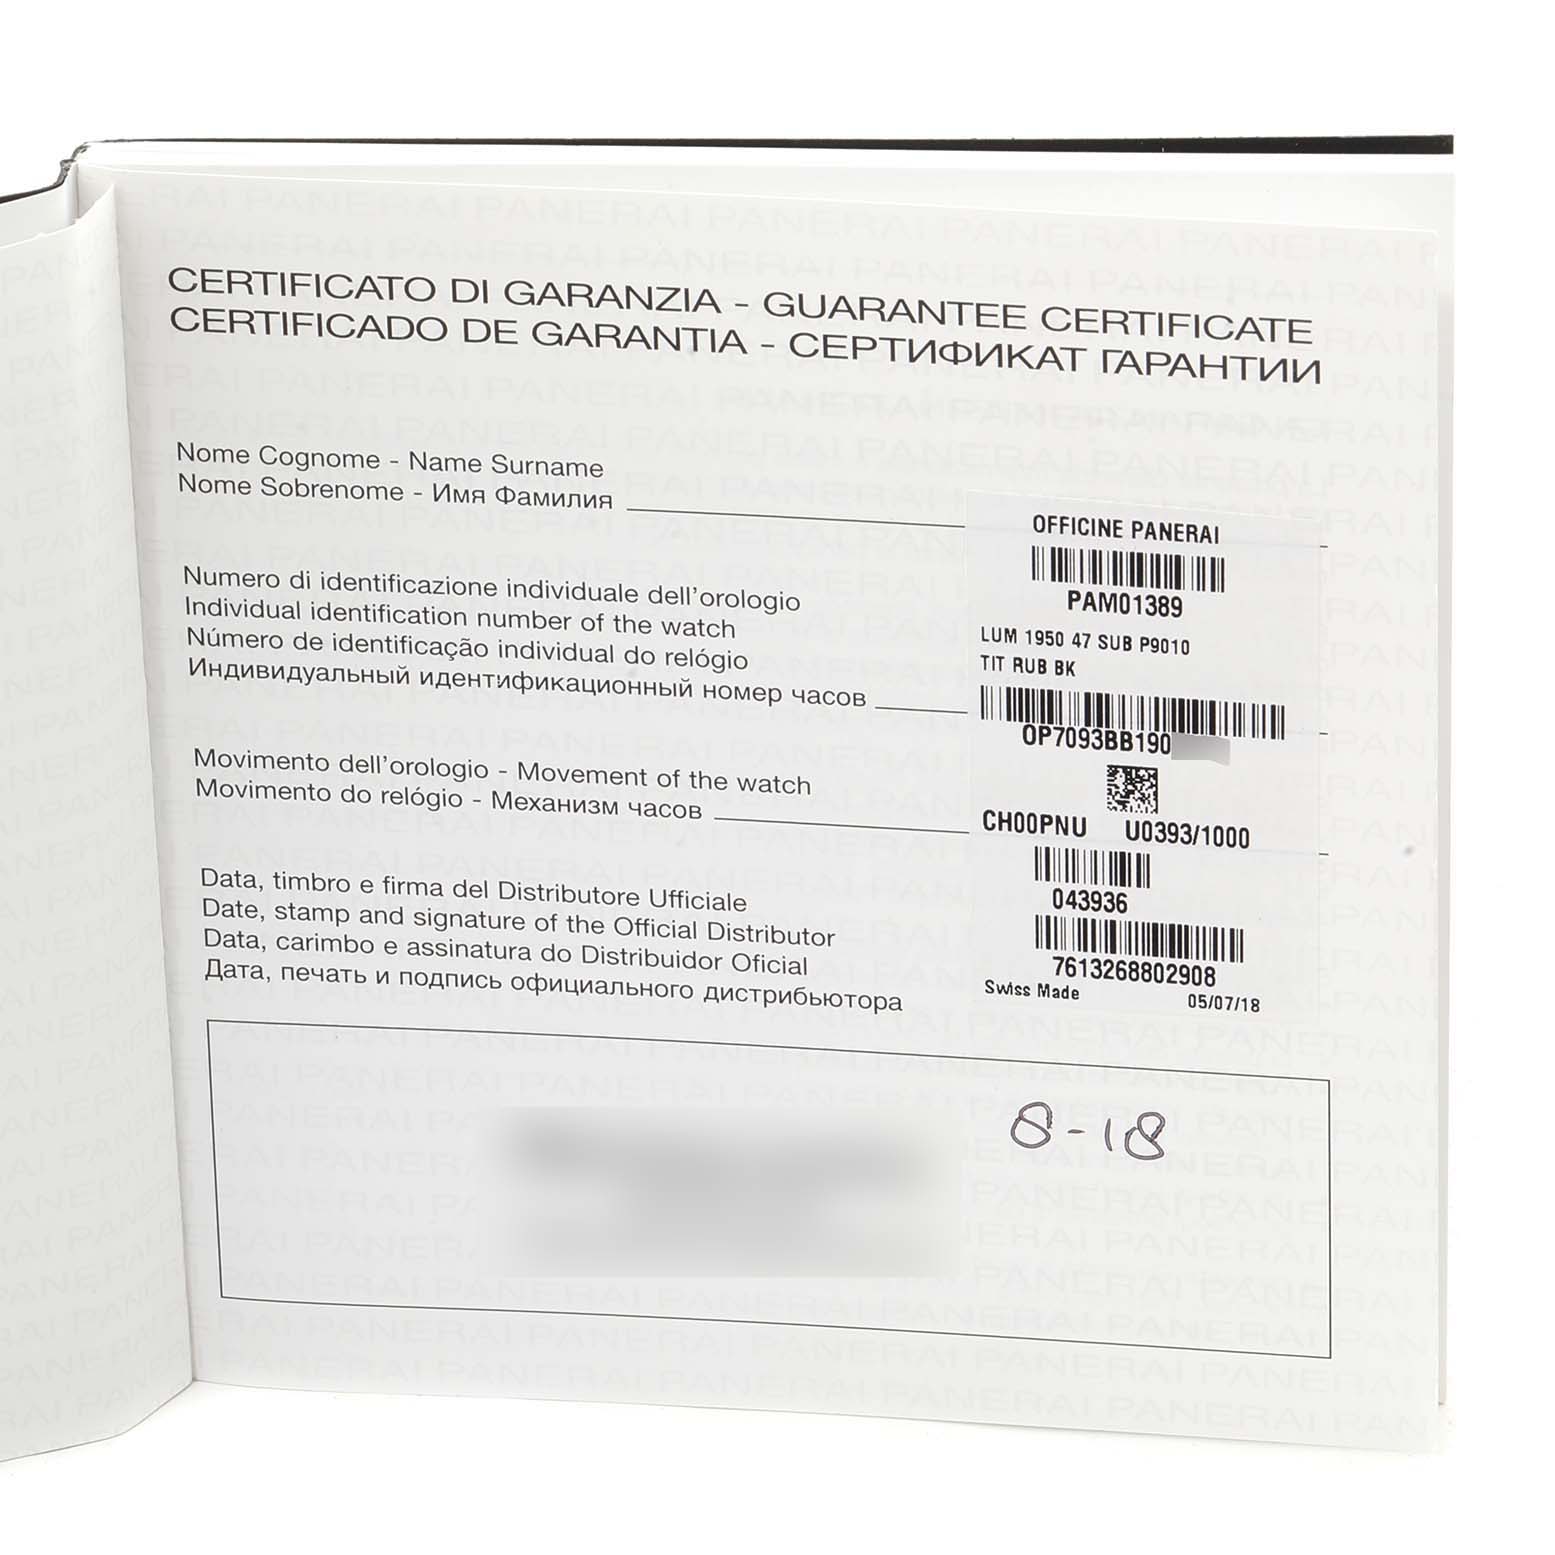 CERTIFICATO DI GARANZIA - GUARANTEE CERTIFICATE
CERTIFICADO DE GARANTIA - СЕРТИФИКАТ ГАРАНТИИ
Nome Cognome - Name Surname
Nome Sobrenome - Имя Фамилия
Numero di identificazione individuale dell'orologio
Individual identification number of the watch
Número de identificação individual do relógio
Индивидуальный идентификационный номер часов
Movimento dell'orologio - Movement of the watch
Movimento do relógio - Механизм часов
Data, timbro e firma del Distributore Ufficiale
Date, stamp and signature of the Official Distributor
Data, carimbo e assinatura do Distribuidor Oficial
Дата, печать и подпись официального дистрибьютора
OFFICINE PANERAI
PAM01389
LUM 1950 47 SUB P9010
TIT RUB BK
OP7093BB190
CH00PNU U0393/1000
043936
7613268802908
Swiss Made 05/07/18
8-18